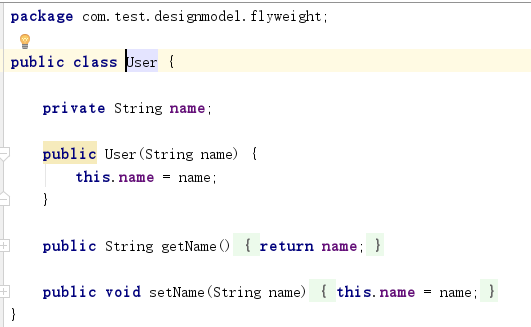 package com.test.designmodel.flyweight;
public class User {
private String name;
public User(String name) {
this.name = name;
}
public String getName() { return name; }
public void setName(String name) { this.name = name; }
}